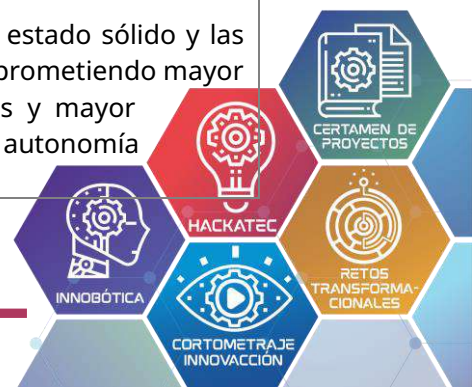 estado sólido y las
prometiendo mayor
s y mayor
autonomía
CERTAMEN DE
PROYECTOS
HACKATEC
INNOBÓTICA
RETOS
TRANSFORMA-
CIONALES
CORTOMETRAJE
INNOVACCIÓN